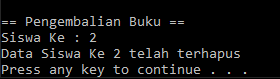 == Pengembalian Buku ==
Siswa Ke : 2
Data Siswa Ke 2 telah terhapus
Press any key to continue . . .